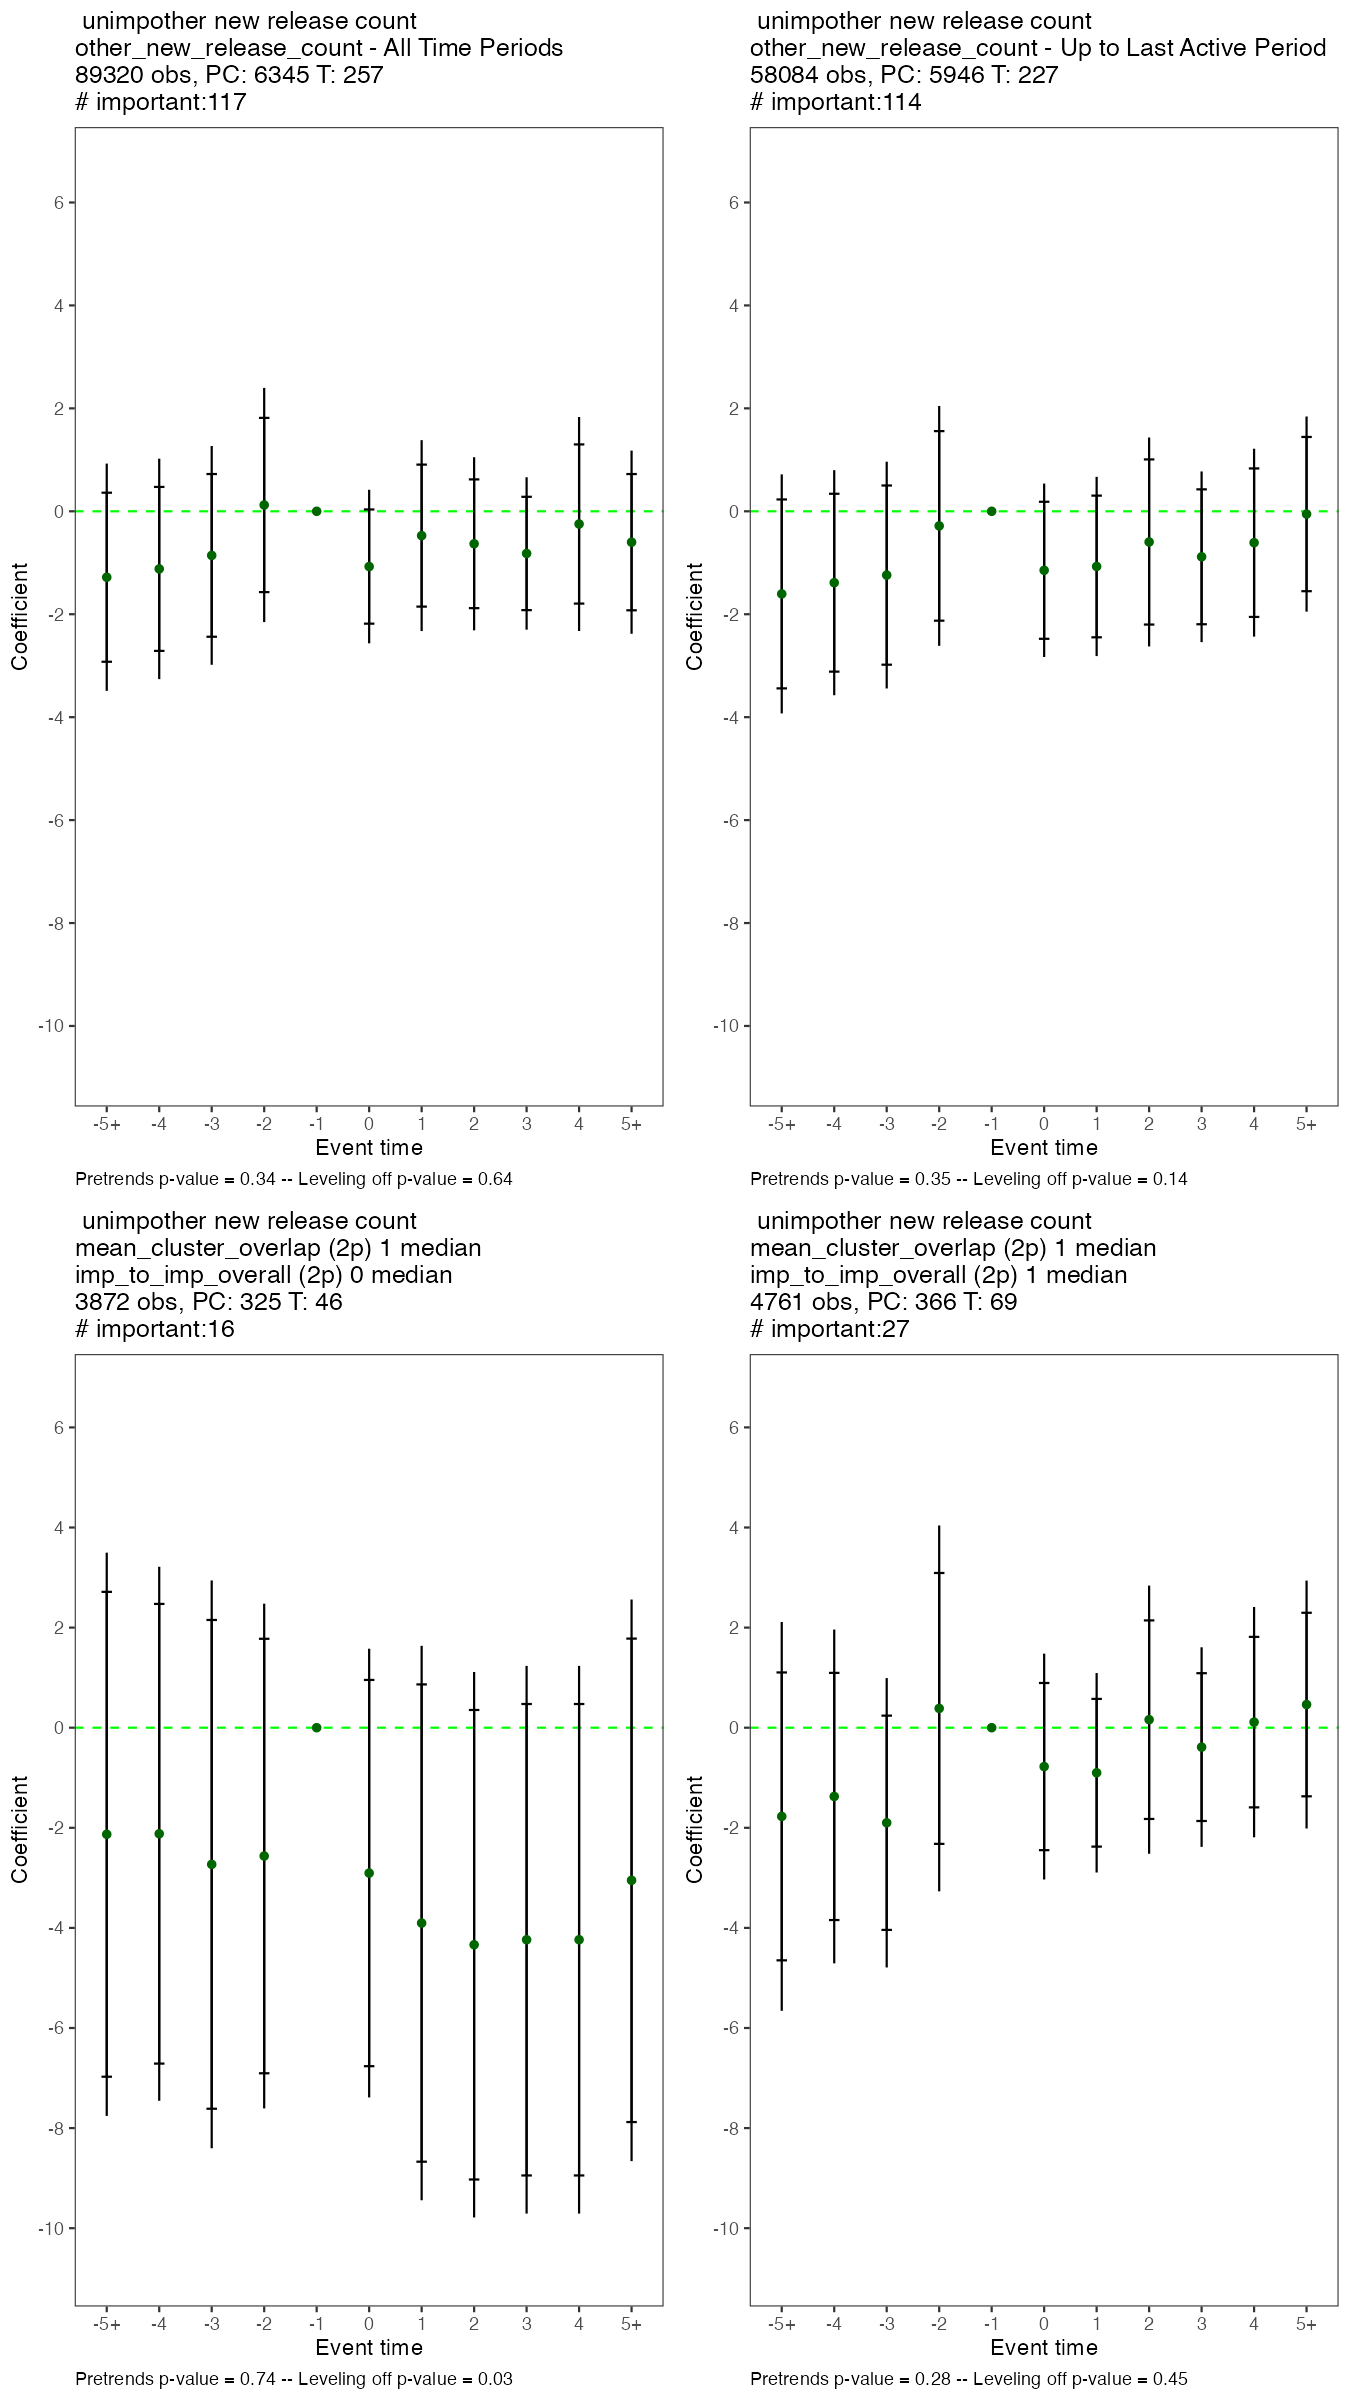 unimpother new release count
other_new_release_count - All Time Periods
89320 obs, PC: 6345 T: 257
# important:117
6
4
2
0
-2
-4
-6
-8
-10
Coefficient
-5+ -4 -3 -2 -1 0 1 2 3 4 5+
Event time
Pretrends p-value = 0.34 -- Leveling off p-value = 0.64
unimpother new release count
other_new_release_count - Up to Last Active Period
58084 obs, PC: 5946 T: 227
# important:114
6
4
2
0
-2
-4
-6
-8
-10
Coefficient
-5+ -4 -3 -2 -1 0 1 2 3 4 5+
Event time
Pretrends p-value = 0.35 -- Leveling off p-value = 0.14
unimpother new release count
mean_cluster_overlap (2p) 1 median
imp_to_imp_overall (2p) 0 median
3872 obs, PC: 325 T: 46
# important:16
6
4
2
0
-2
-4
-6
-8
-10
Coefficient
-5+ -4 -3 -2 -1 0 1 2 3 4 5+
Event time
Pretrends p-value = 0.74 -- Leveling off p-value = 0.03
unimpother new release count
mean_cluster_overlap (2p) 1 median
imp_to_imp_overall (2p) 1 median
4761 obs, PC: 366 T: 69
# important:27
6
4
2
0
-2
-4
-6
-8
-10
Coefficient
-5+ -4 -3 -2 -1 0 1 2 3 4 5+
Event time
Pretrends p-value = 0.28 -- Leveling off p-value = 0.45